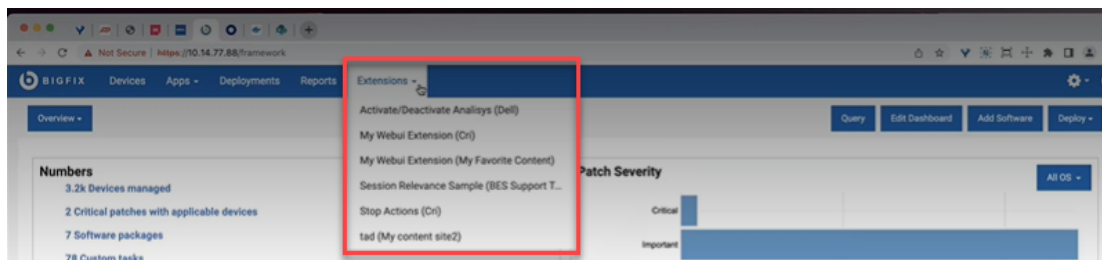 Not Secure | https://10.14.77.88/framework
BIGFIX Devices Apps Deployments Reports Extensions
Overview Query Edit Dashboard Add Software Deploy
Activate/Deactivate Analisys (Dell)
My Webui Extension (Cri)
My Webui Extension (My Favorite Content)
Session Relevance Sample (BES Support T...
Stop Actions (Cri)
tad (My content site2)
Numbers
3.2k Devices managed
2 Critical patches with applicable devices
7 Software packages
78 Custom tasks
Patch Severity
All OS
Critical
Important